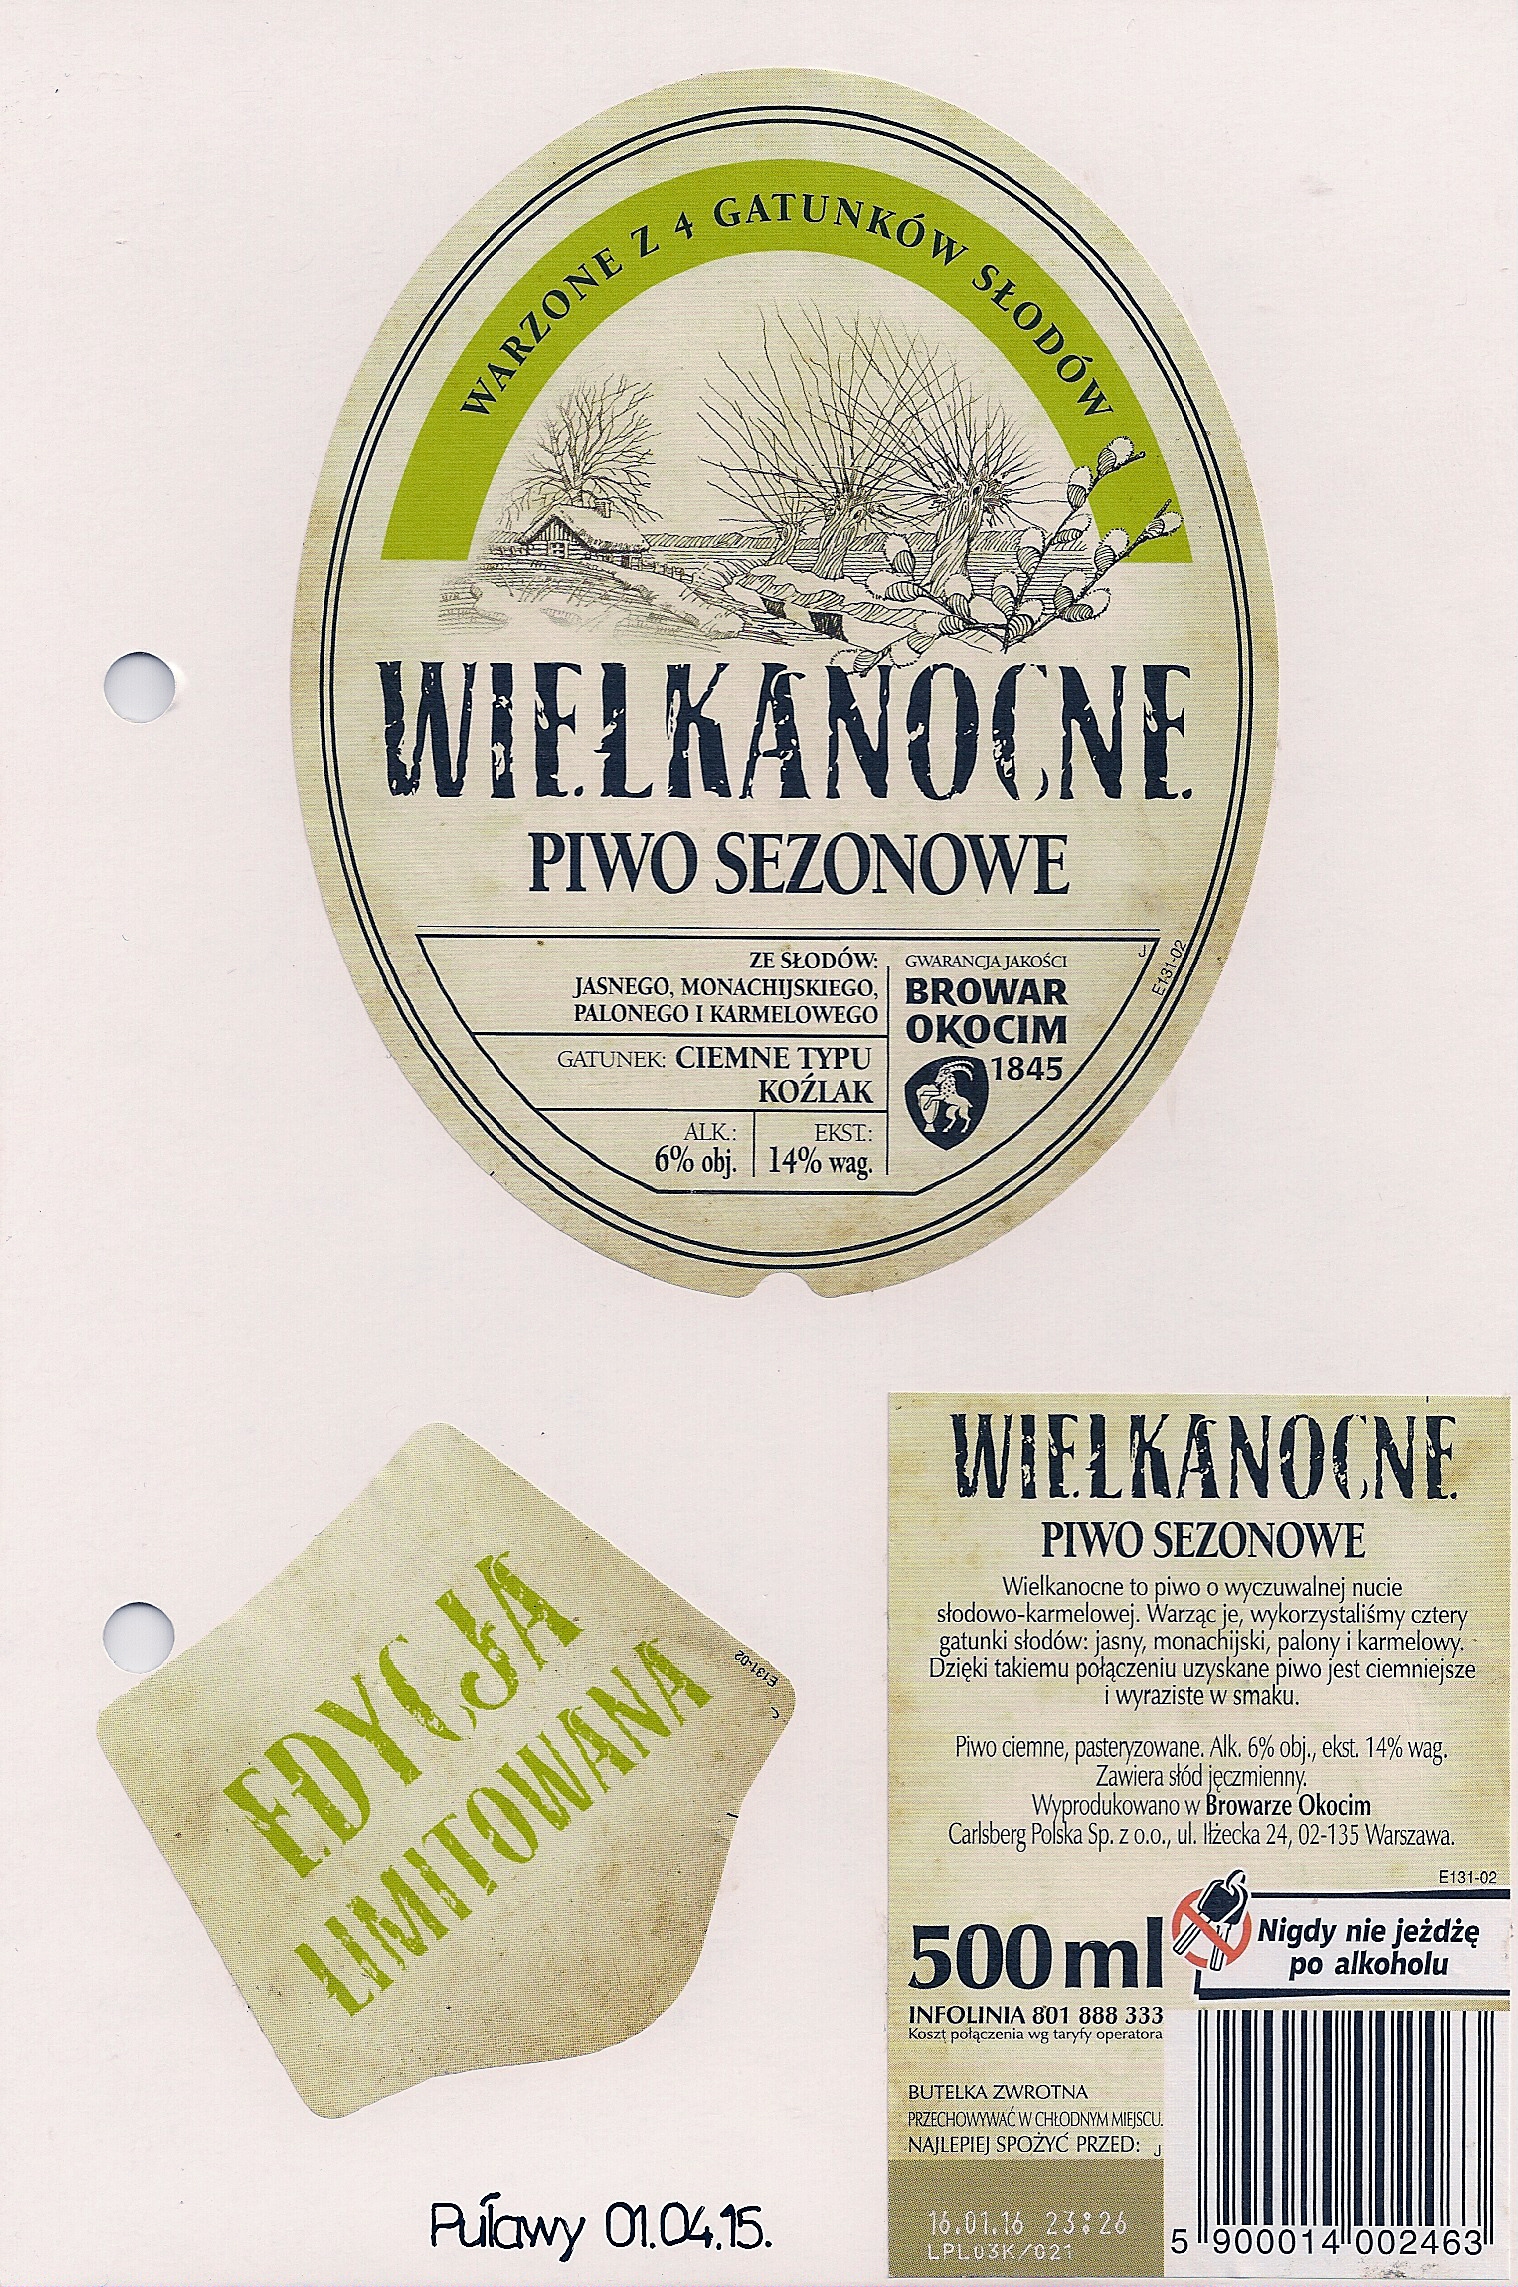 WARZONE Z 4 GATUNKÓW SŁODÓW
WIELKANOCNE
PIWO SEZONOWE
ZE SŁODÓW:
JASNEGO, MONACHIJSKIEGO,
PALONEGO I KARMELOWEGO
GATUNEK: CIEMNE TYPU
KOŹLAK
ALK.:
6% obj.
EKST.:
14% wag.
GWARANCJA JAKOŚCI
BROWAR
OKOCIM
1845
J
E131-02
EDYCJA
LIMITOWANA
E131-02
J
WIELKANOCNE
PIWO SEZONOWE
Wielkanocne to piwo o wyczuwalnej nucie
słodowo-karmelowej. Warząc je, wykorzystaliśmy cztery
gatunki słodów: jasny, monachijski, palony i karmelowy.
Dzięki takiemu połączeniu uzyskane piwo jest ciemniejsze
i wyraziste w smaku.
Piwo ciemne, pasteryzowane. Alk. 6% obj., ekst. 14% wag.
Zawiera słód jęczmienny.
Wyprodukowano w Browarze Okocim
Carlsberg Polska Sp. z o.o., ul. Iłżecka 24, 02-135 Warszawa.
E131-02
Nigdy nie jeżdżę
po alkoholu
500 ml
INFOLINIA 801 888 333
Koszt połączenia wg taryfy operatora
BUTELKA ZWROTNA
PRZECHOWYWAĆ W CHŁODNYM MIEJSCU.
NAJLEPIEJ SPOŻYĆ PRZED: J
16.01.16 23:26
LPL03K/021
5 900014 002463
Puławy 01.04.15.